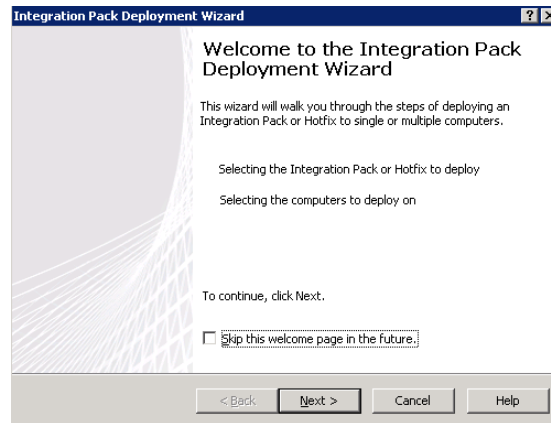 Integration Pack Deployment Wizard
Welcome to the Integration Pack
Deployment Wizard
This wizard will walk you through the steps of deploying an
Integration Pack or Hotfix to single or multiple computers.
Selecting the Integration Pack or Hotfix to deploy
Selecting the computers to deploy on
To continue, click Next.
Skip this welcome page in the future.
< Back Next > Cancel Help